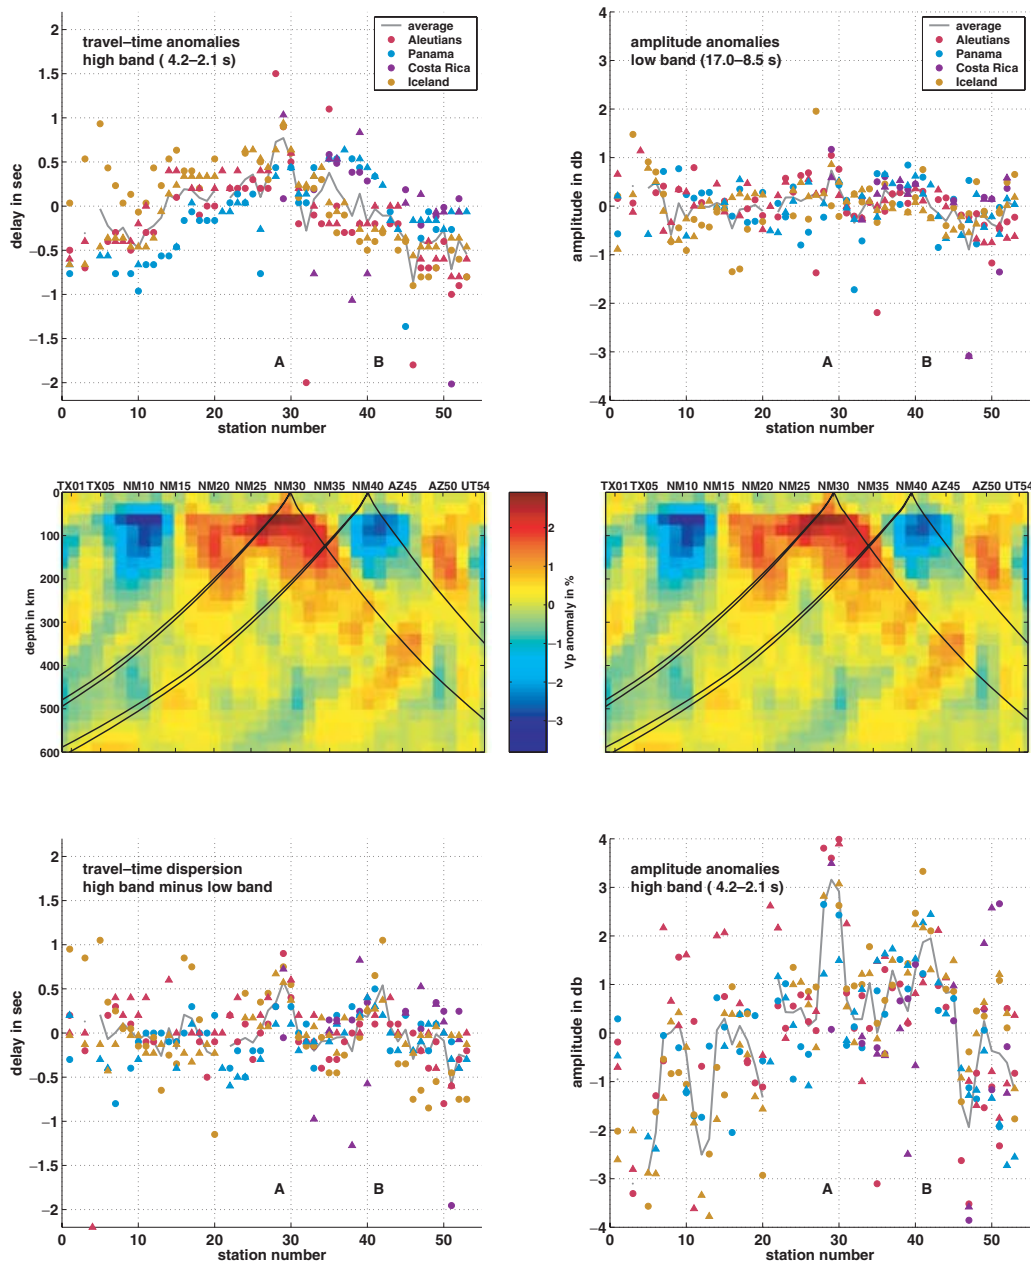 travel–time anomalies
high band ( 4.2–2.1 s)
average
Aleutians
Panama
Costa Rica
Iceland
2
1.5
1
0.5
0
−0.5
−1
−1.5
−2
delay in sec
A
B
0 10 20 30 40 50
station number
amplitude anomalies
low band (17.0–8.5 s)
average
Aleutians
Panama
Costa Rica
Iceland
4
3
2
1
0
−1
−2
−3
−4
amplitude in db
A
B
0 10 20 30 40 50
station number
TX01 TX05 NM10 NM15 NM20 NM25 NM30 NM35 NM40 AZ45 AZ50 UT54
0
100
200
300
400
500
600
depth in km
2
1
0
−1
−2
−3
Vp anomaly in %
TX01 TX05 NM10 NM15 NM20 NM25 NM30 NM35 NM40 AZ45 AZ50 UT54
travel–time dispersion
high band minus low band
2
1.5
1
0.5
0
−0.5
−1
−1.5
−2
delay in sec
A
B
0 10 20 30 40 50
station number
amplitude anomalies
high band ( 4.2–2.1 s)
4
3
2
1
0
−1
−2
−3
−4
amplitude in db
A
B
0 10 20 30 40 50
station number